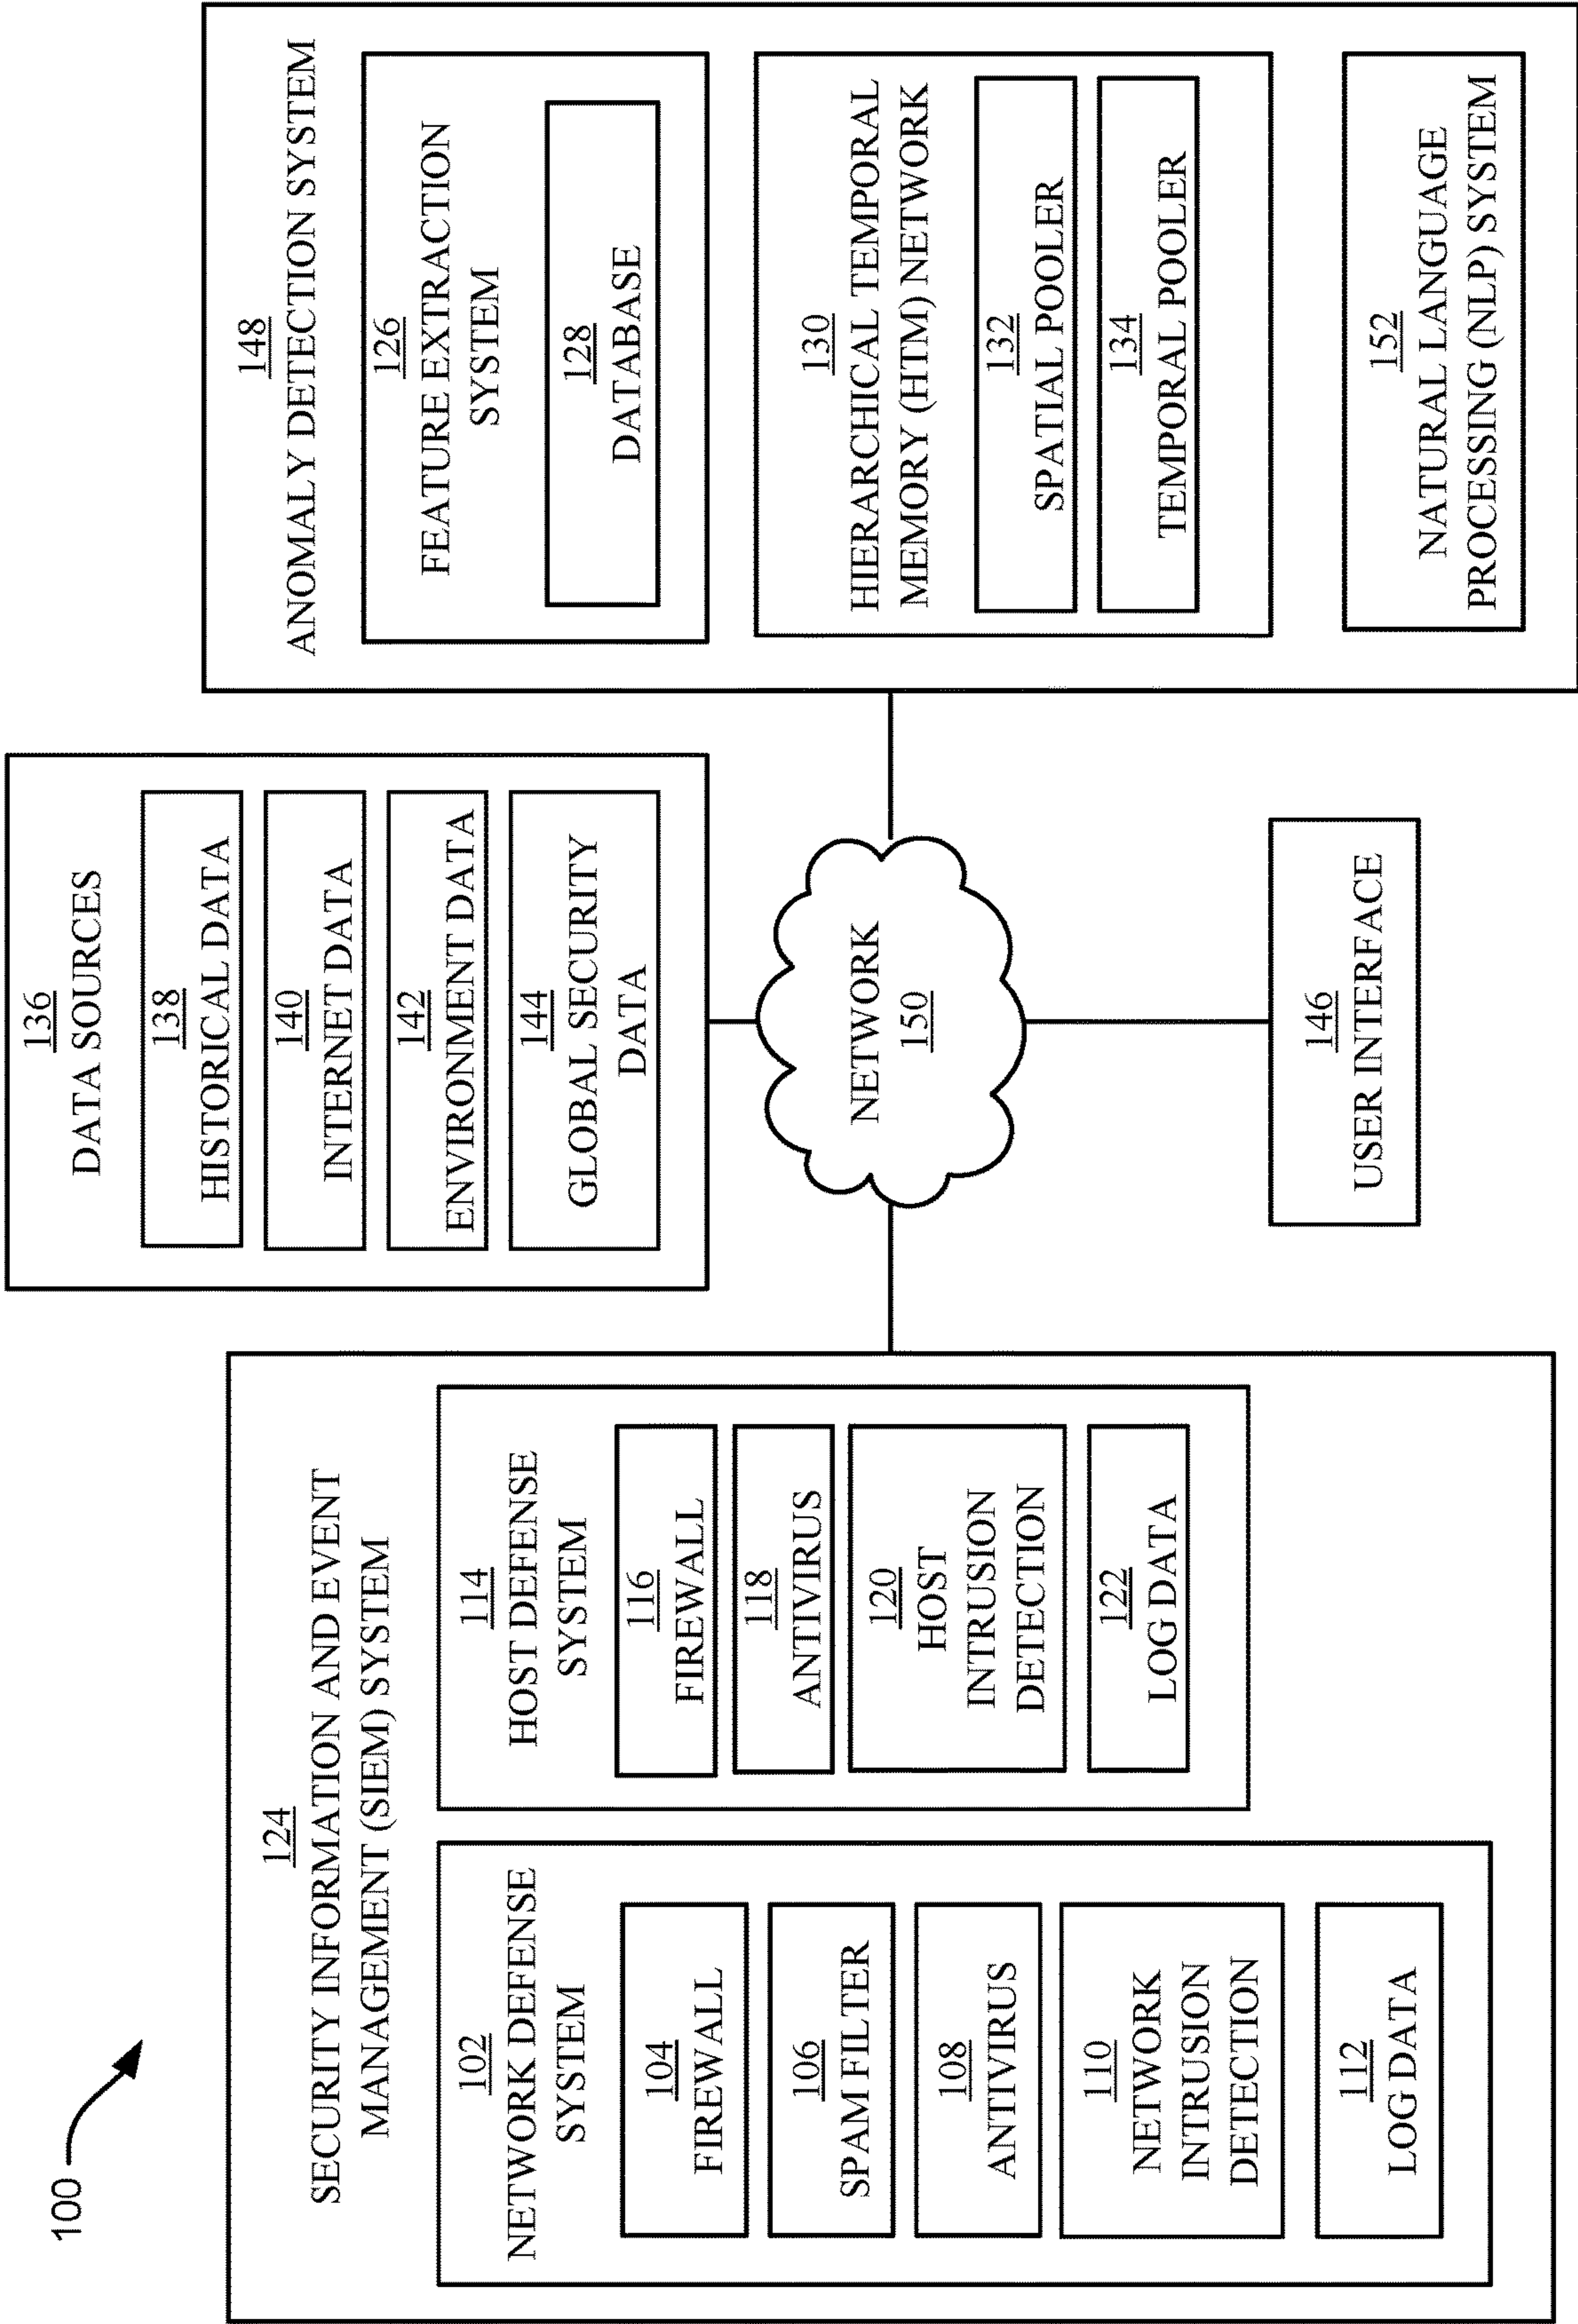 100
124
SECURITY INFORMATION AND EVENT
MANAGEMENT (SIEM) SYSTEM
102
NETWORK DEFENSE
SYSTEM
104
FIREWALL
106
SPAM FILTER
108
ANTIVIRUS
110
NETWORK
INTRUSION
DETECTION
112
LOG DATA
114
HOST DEFENSE
SYSTEM
116
FIREWALL
118
ANTIVIRUS
120
HOST
INTRUSION
DETECTION
122
LOG DATA
136
DATA SOURCES
138
HISTORICAL DATA
140
INTERNET DATA
142
ENVIRONMENT DATA
144
GLOBAL SECURITY
DATA
NETWORK
150
146
USER INTERFACE
148
ANOMALY DETECTION SYSTEM
126
FEATURE EXTRACTION
SYSTEM
128
DATABASE
130
HIERARCHICAL TEMPORAL
MEMORY (HTM) NETWORK
132
SPATIAL POOLER
134
TEMPORAL POOLER
152
NATURAL LANGUAGE
PROCESSING (NLP) SYSTEM